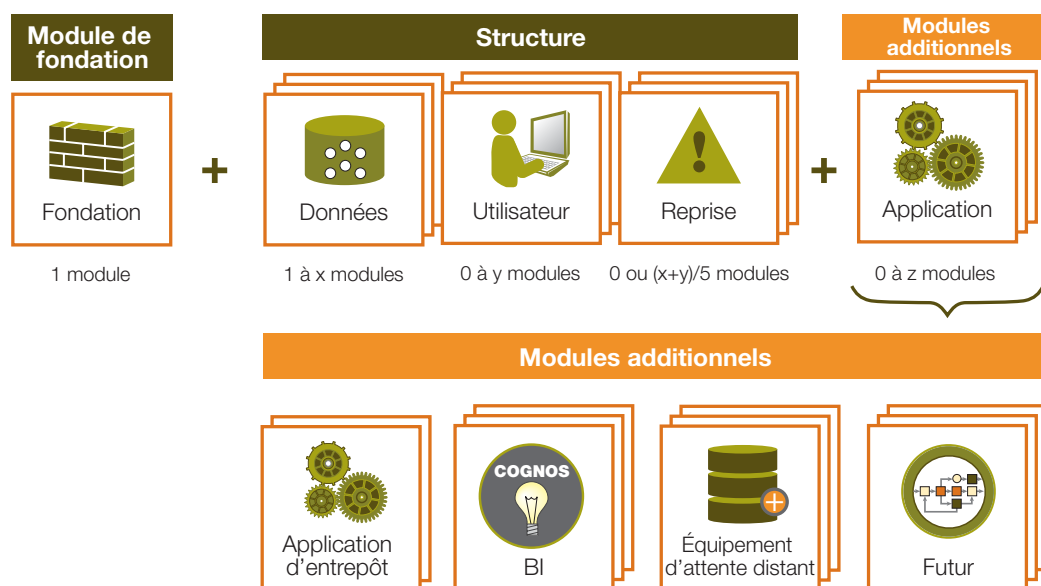 Module de
fondation
Structure
Modules
additionnels
Fondation
+
Données
Utilisateur
Reprise
+
Application
1 module
1 à x modules
0 à y modules
0 ou (x+y)/5 modules
0 à z modules
Modules additionnels
Application
d'entrepôt
COGNOS
BI
Équipement
d'attente distant
Futur